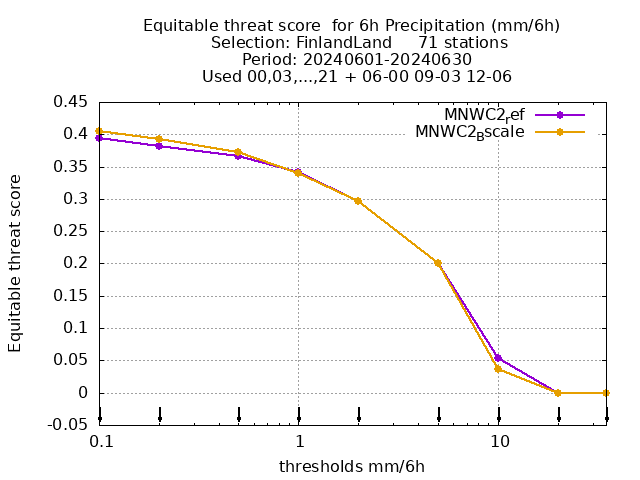 Equitable threat score  for 6h Precipitation (mm/6h)
Selection: FinlandLand     71 stations
Period: 20240601-20240630
Used 00,03,...,21 + 06-00 09-03 12-06
MNWC2_ref
MNWC2_Bscale
Equitable threat score
0.45
0.4
0.35
0.3
0.25
0.2
0.15
0.1
0.05
0
-0.05
0.1
1
10
thresholds mm/6h